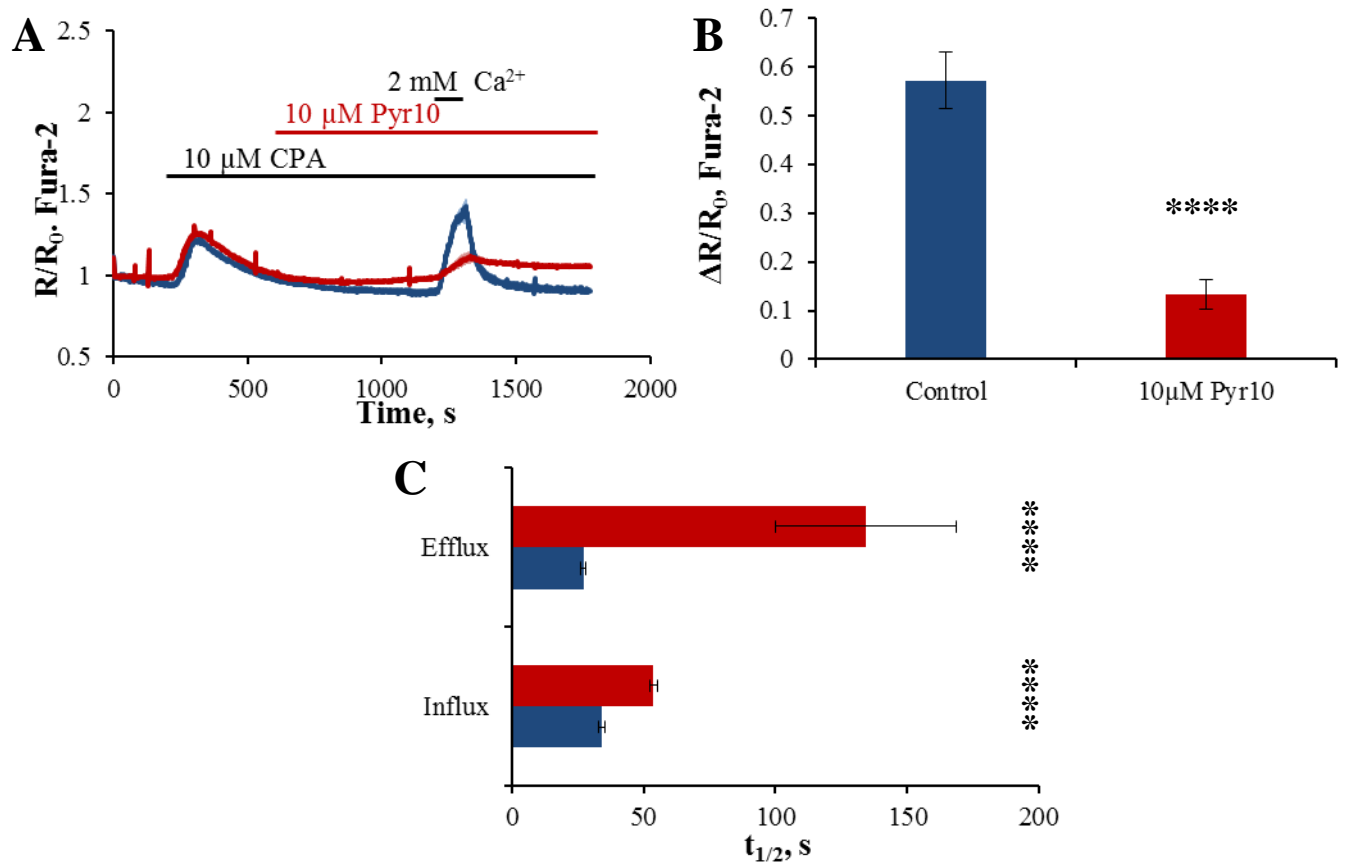 A
2.5
2
1.5
1
0.5
R/R₀. Fura-2
2 mM Ca²⁺
10 µM Pyr10
10 µM CPA
0 500 1000 1500 2000
Time, s
B
0.7
0.6
0.5
0.4
0.3
0.2
0.1
0
ΔR/R₀, Fura-2
****
Control 10µM Pyr10
C
Efflux
****
Influx
****
0 50 100 150 200
t₁/₂, s